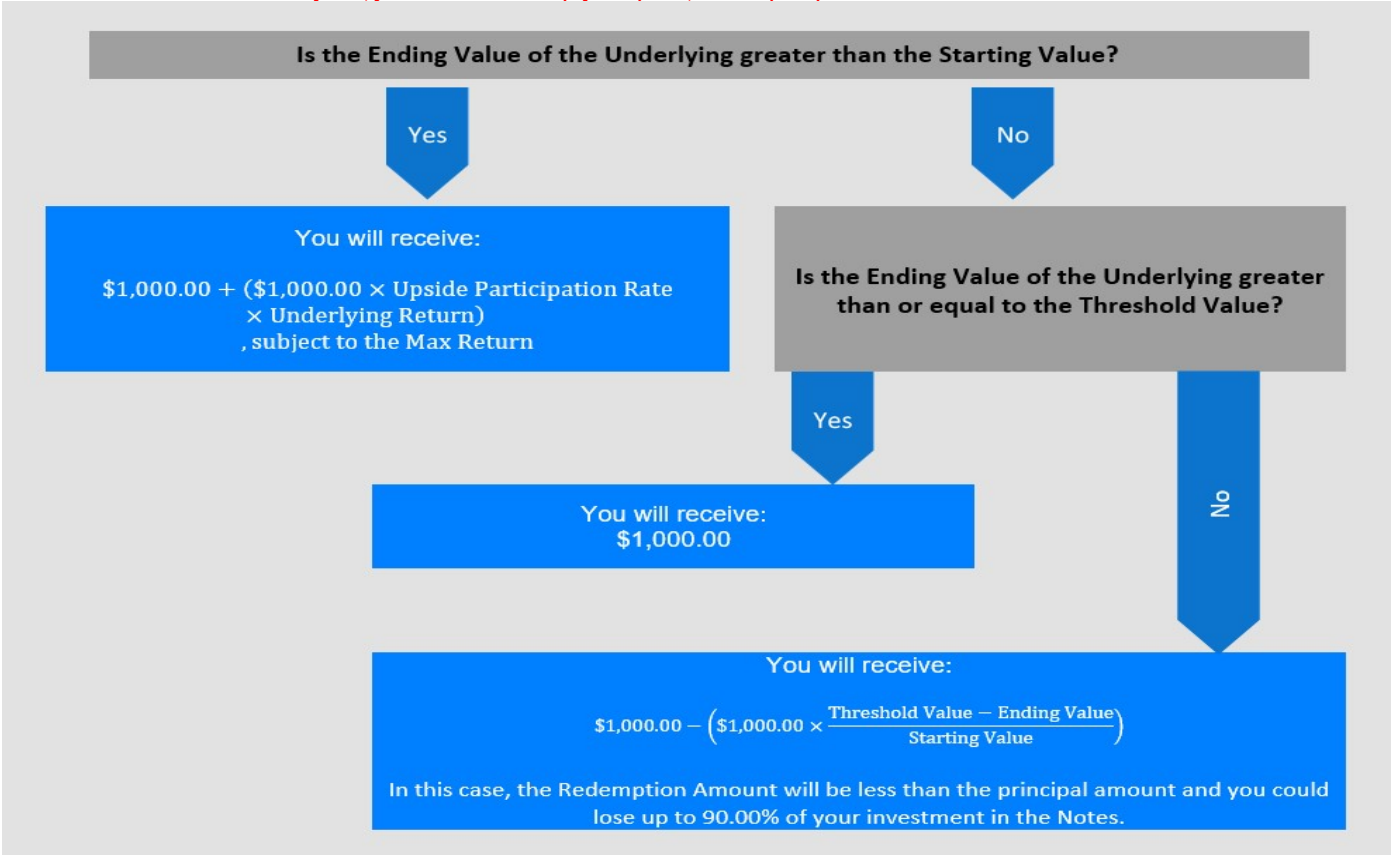 Is the Ending Value of the Underlying greater than the Starting Value?
Yes
No
You will receive:
$1,000.00 + ($1,000.00 × Upside Participation Rate
× Underlying Return)
, subject to the Max Return
Is the Ending Value of the Underlying greater
than or equal to the Threshold Value?
Yes
No
You will receive:
$1,000.00
You will receive:
$1,000.00 − ($1,000.00 × Threshold Value − Ending Value
Starting Value)
In this case, the Redemption Amount will be less than the principal amount and you could
lose up to 90.00% of your investment in the Notes.